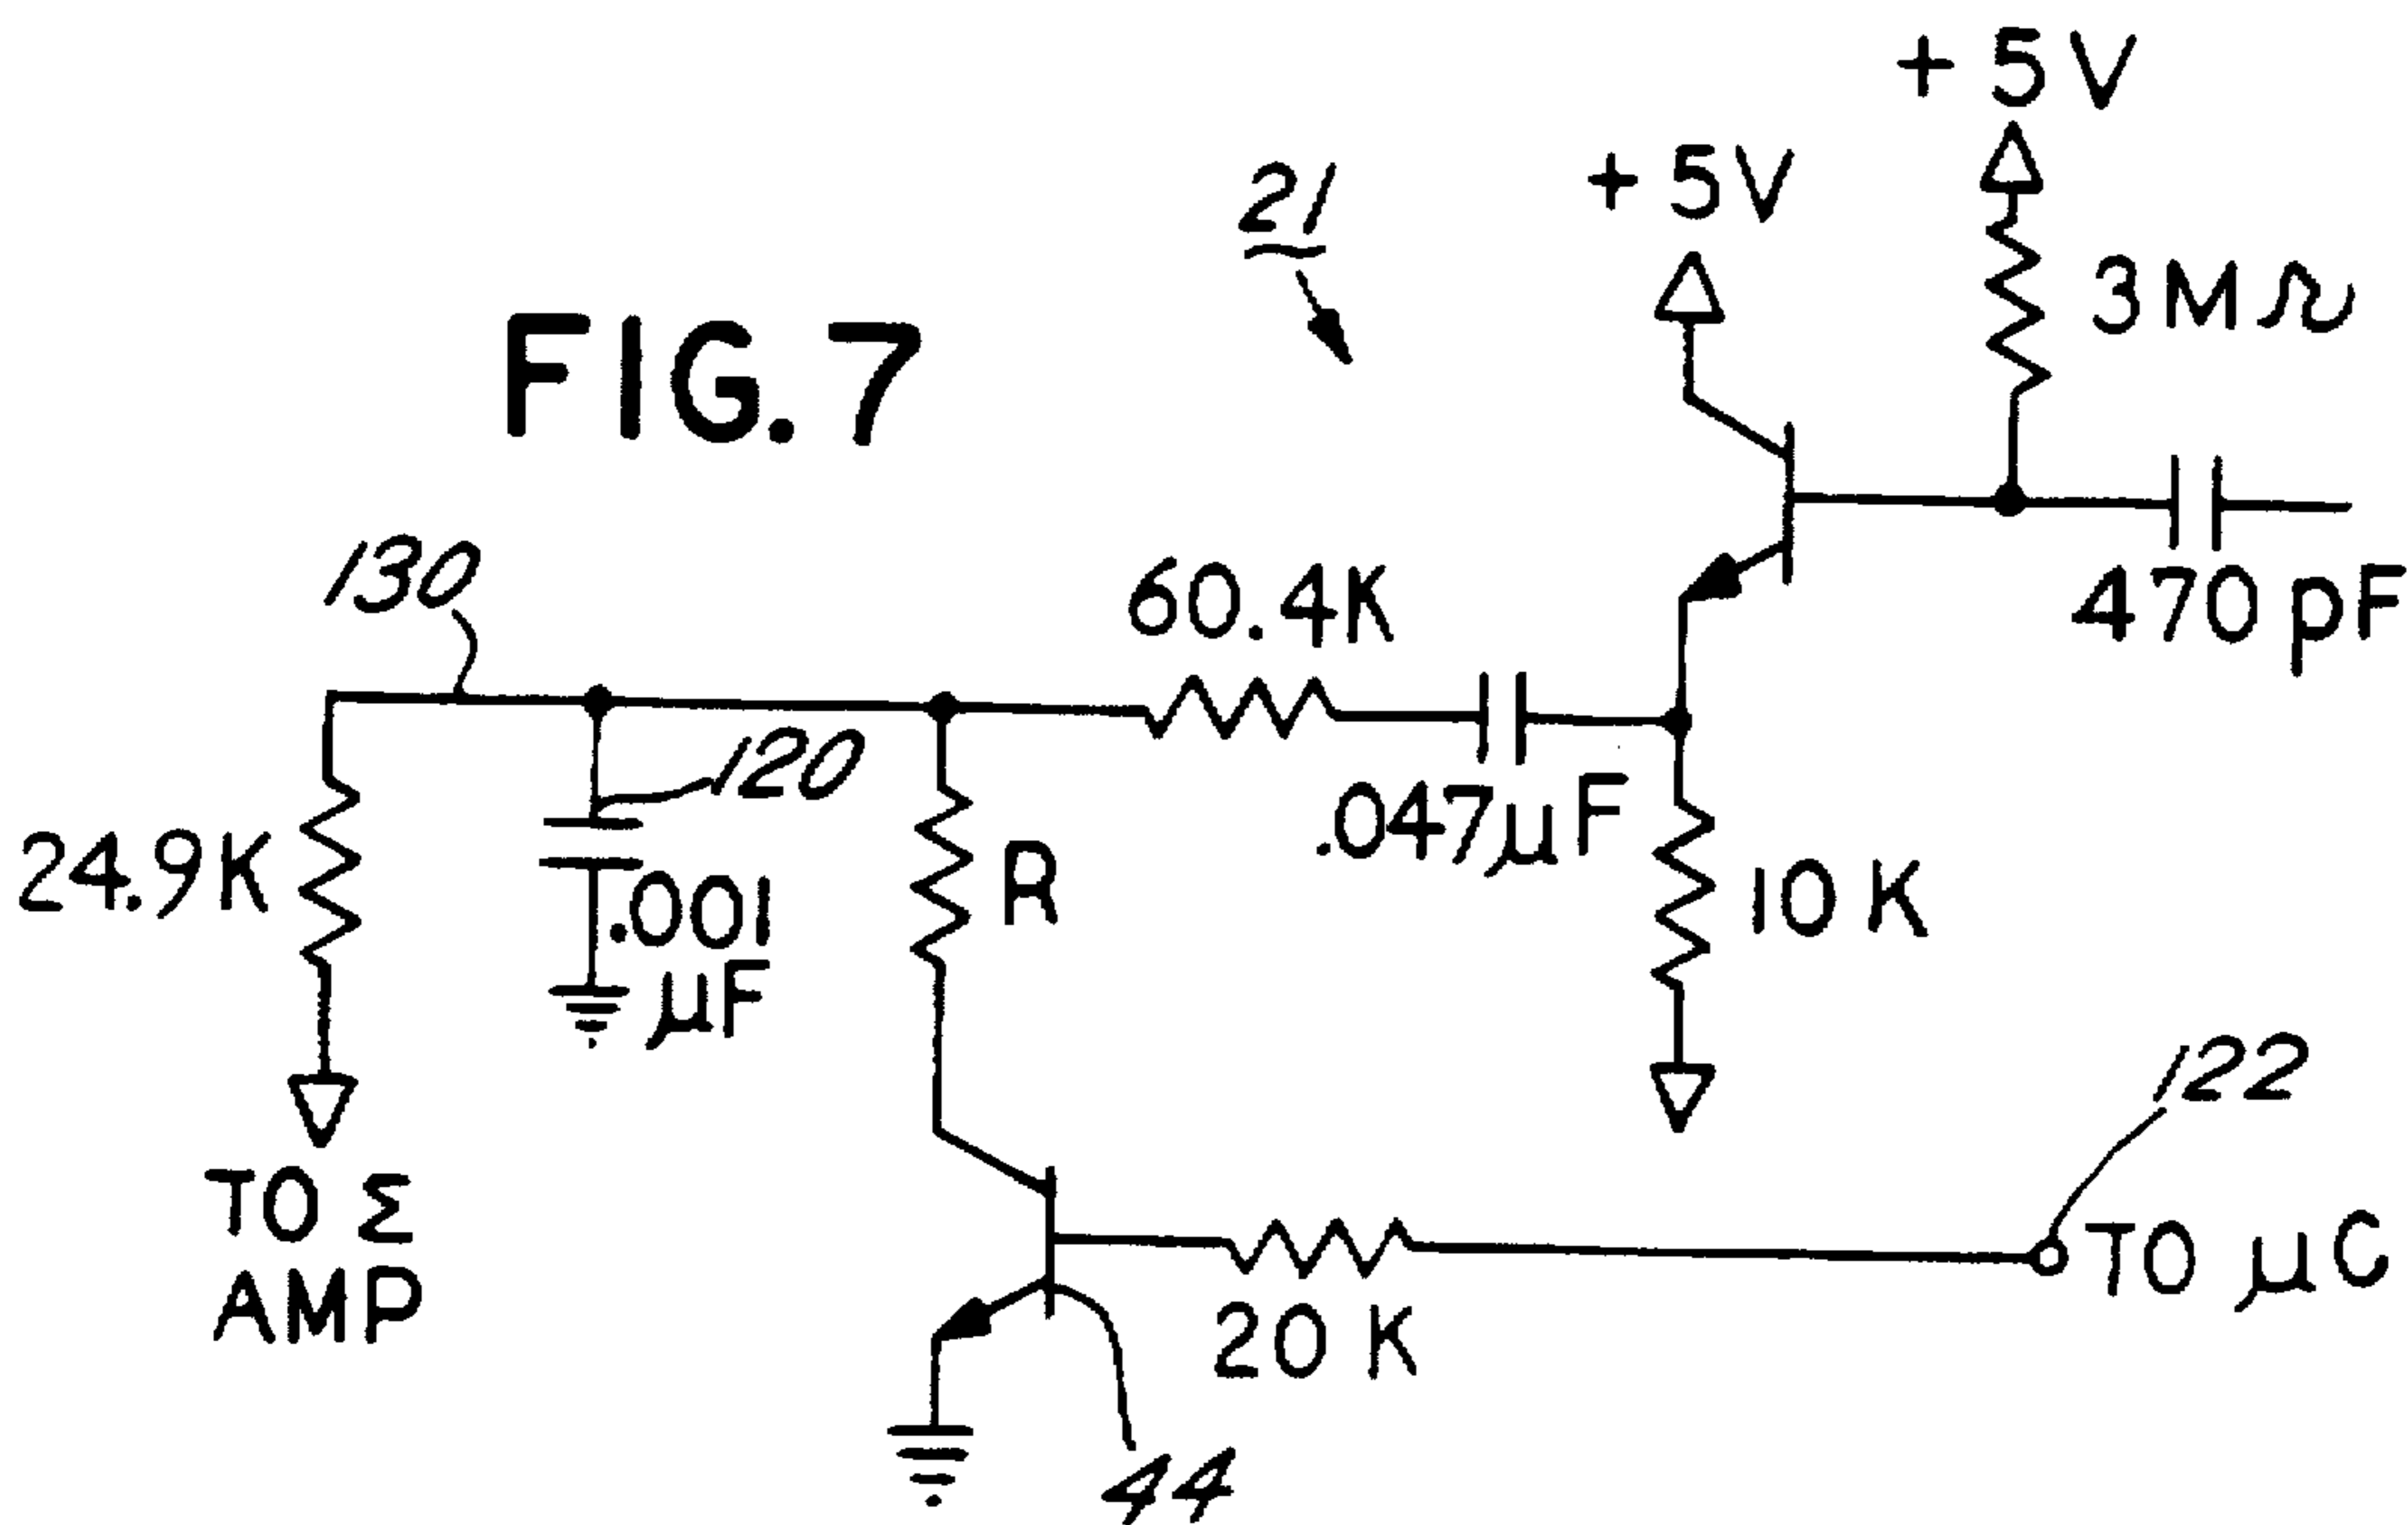 + 5V
+ 5V
21
3MΩ
FIG. 7
130
60.4K
470pF
120
.047µF
24.9K
.001
µF
R
10K
122
TO Σ
AMP
TO µC
20K
44